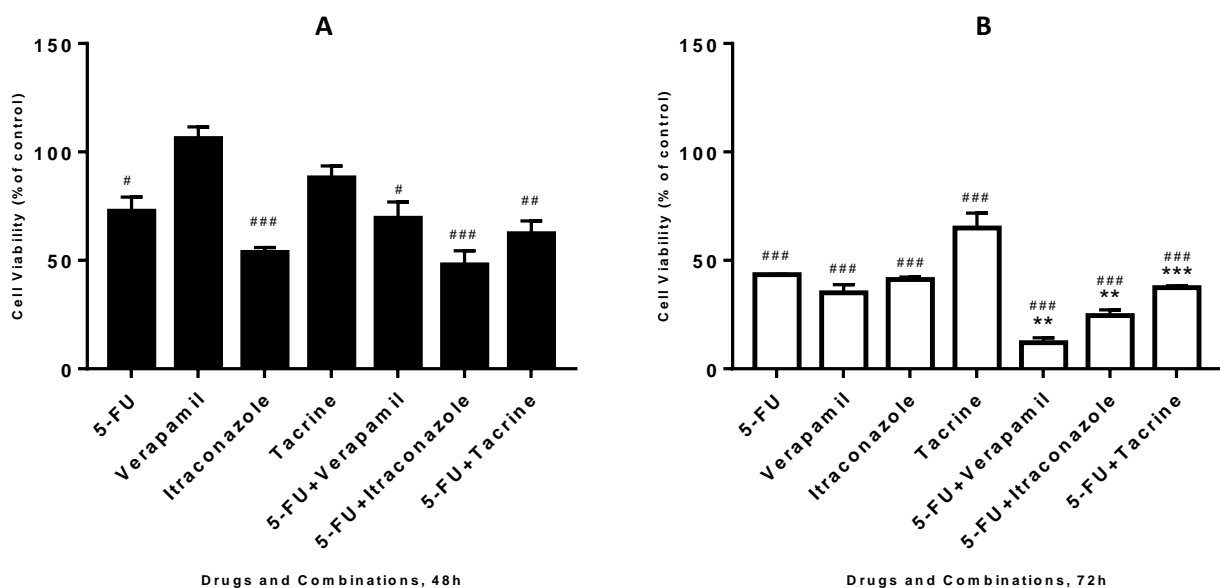 A
Cell Viability (% of control)
150
100
50
0
#
###
#
###
##
5-FU
Verapamil
Itraconazole
Tacrine
5-FU+Verapamil
5-FU+Itraconazole
5-FU+Tacrine
Drugs and Combinations, 48h
B
Cell Viability (% of control)
150
100
50
0
###
###
###
###
###
**
###
**
###
***
5-FU
Verapamil
Itraconazole
Tacrine
5-FU+Verapamil
5-FU+Itraconazole
5-FU+Tacrine
Drugs and Combinations, 72h